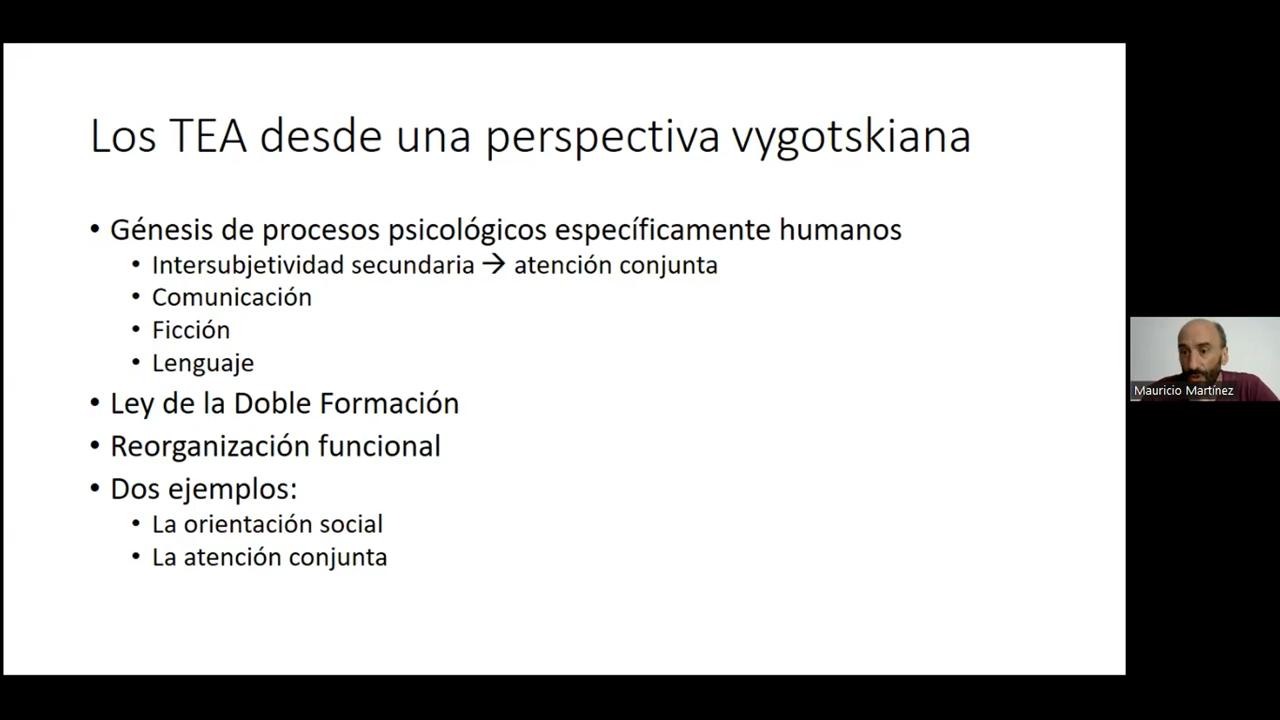 Los TEA desde una perspectiva vygotskiana
• Génesis de procesos psicológicos específicamente humanos
• Intersubjetividad secundaria → atención conjunta
• Comunicación
• Ficción
• Lenguaje
• Ley de la Doble Formación
• Reorganización funcional
• Dos ejemplos:
• La orientación social
• La atención conjunta
Mauricio Martínez